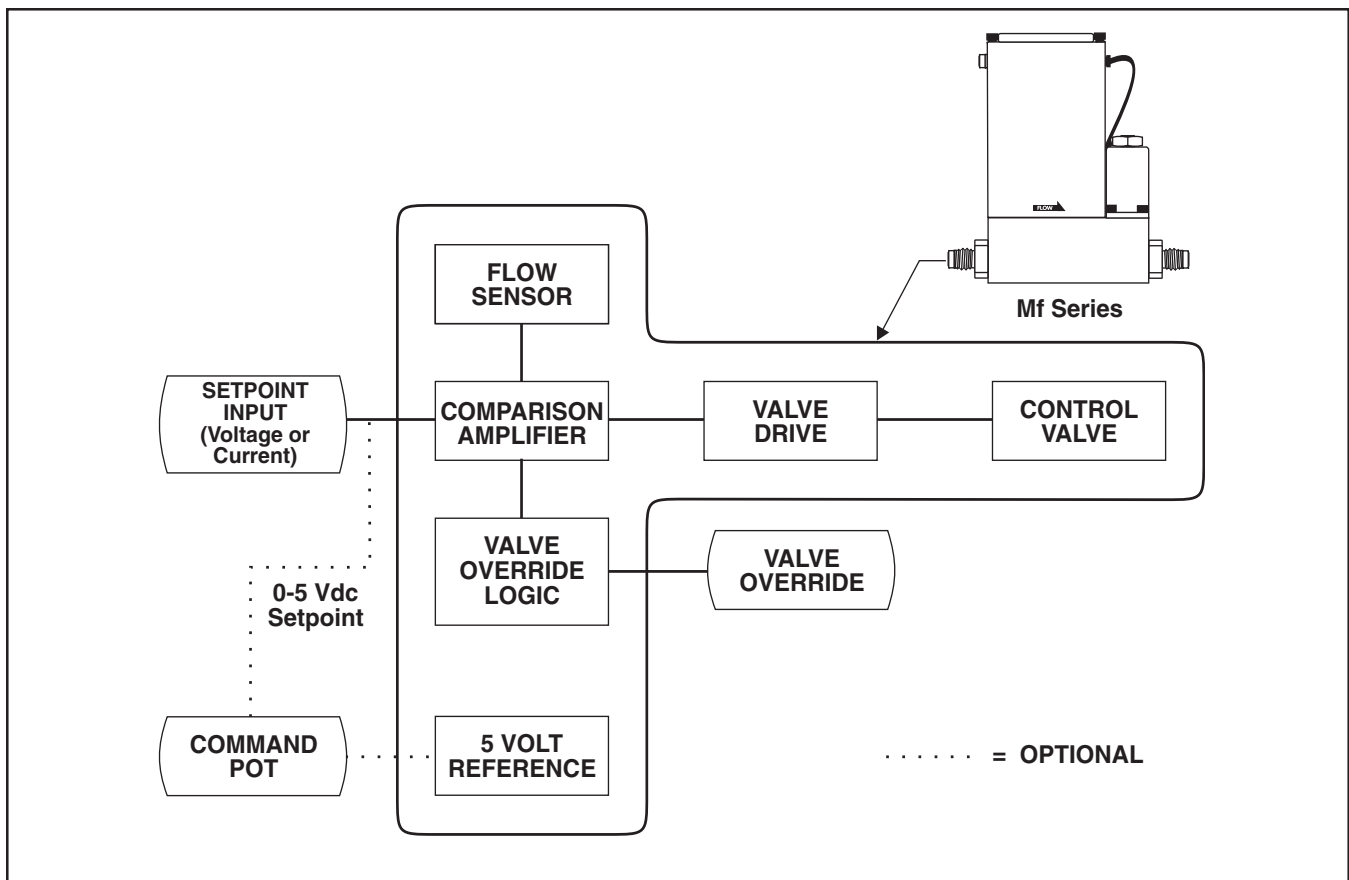 FLOW
Mf Series
FLOW
SENSOR
SETPOINT
INPUT
(Voltage or
Current)
COMPARISON
AMPLIFIER
VALVE
DRIVE
CONTROL
VALVE
VALVE
OVERRIDE
LOGIC
VALVE
OVERRIDE
0-5 Vdc
Setpoint
COMMAND
POT
5 VOLT
REFERENCE
= OPTIONAL